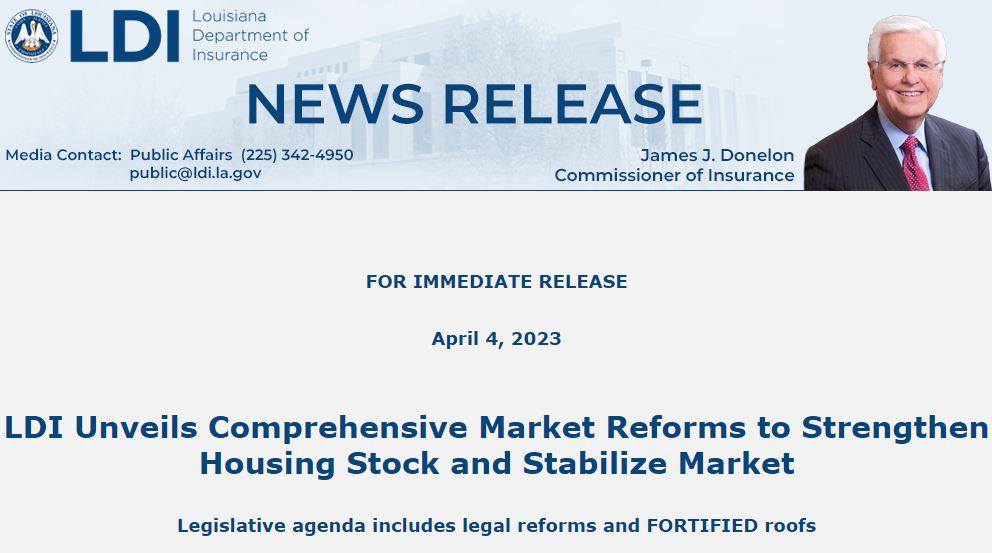 STATE OF LOUISIANA
LDI
Louisiana
Department of
Insurance
NEWS RELEASE
Media Contact: Public Affairs (225) 342-4950
public@ldi.la.gov
James J. Donelon
Commissioner of Insurance
FOR IMMEDIATE RELEASE
April 4, 2023
LDI Unveils Comprehensive Market Reforms to Strengthen
Housing Stock and Stabilize Market
Legislative agenda includes legal reforms and FORTIFIED roofs